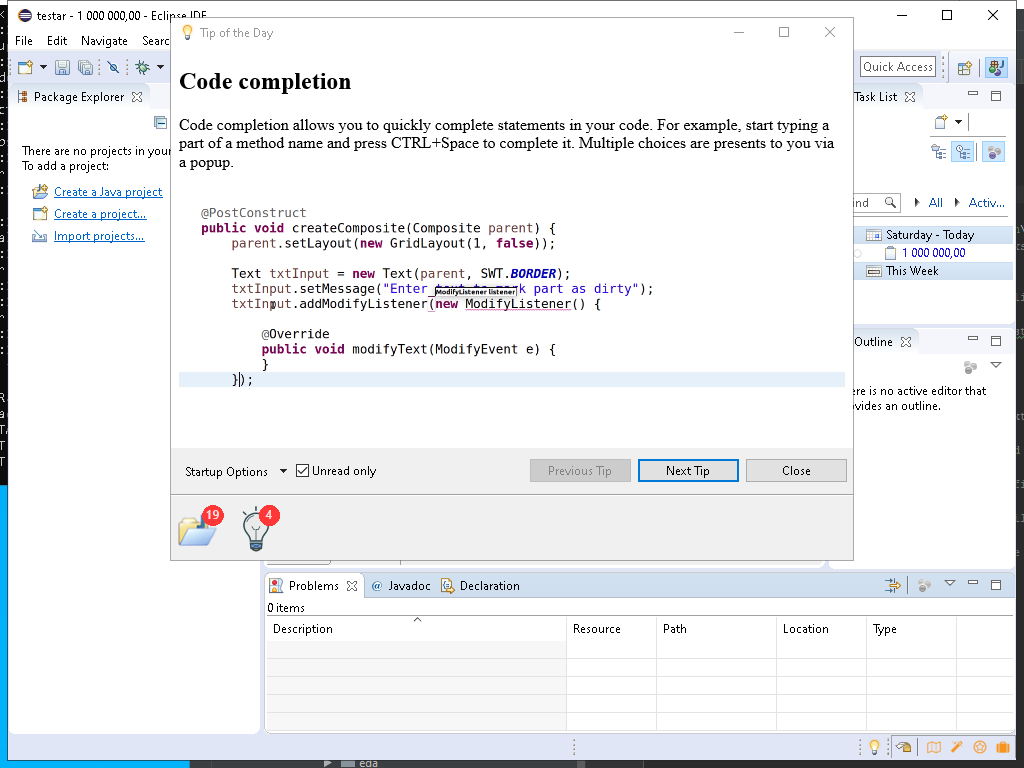 testar - 1 000 000,00 - Eclipse IDE
File Edit Navigate Searc
Tip of the Day
Quick Access
Package Explorer
Task List
There are no projects in your
To add a project:
Create a Java project
Create a project...
Import projects...
Code completion
Code completion allows you to quickly complete statements in your code. For example, start typing a
part of a method name and press CTRL+Space to complete it. Multiple choices are presents to you via
a popup.
@PostConstruct
public void createComposite(Composite parent) {
parent.setLayout(new GridLayout(1, false));
Text txtInput = new Text(parent, SWT.BORDER);
txtInput.setMessage("Enter text to mark part as dirty");
ModifyListener listener
txtInput.addModifyListener(new ModifyListener() {
@Override
public void modifyText(ModifyEvent e) {
}
});
Startup Options Unread only Previous Tip Next Tip Close
19 4
ind All Activ...
Saturday - Today
1 000 000,00
This Week
Outline
ere is no active editor that
ovides an outline.
Problems @ Javadoc Declaration
0 items
Description Resource Path Location Type
eda